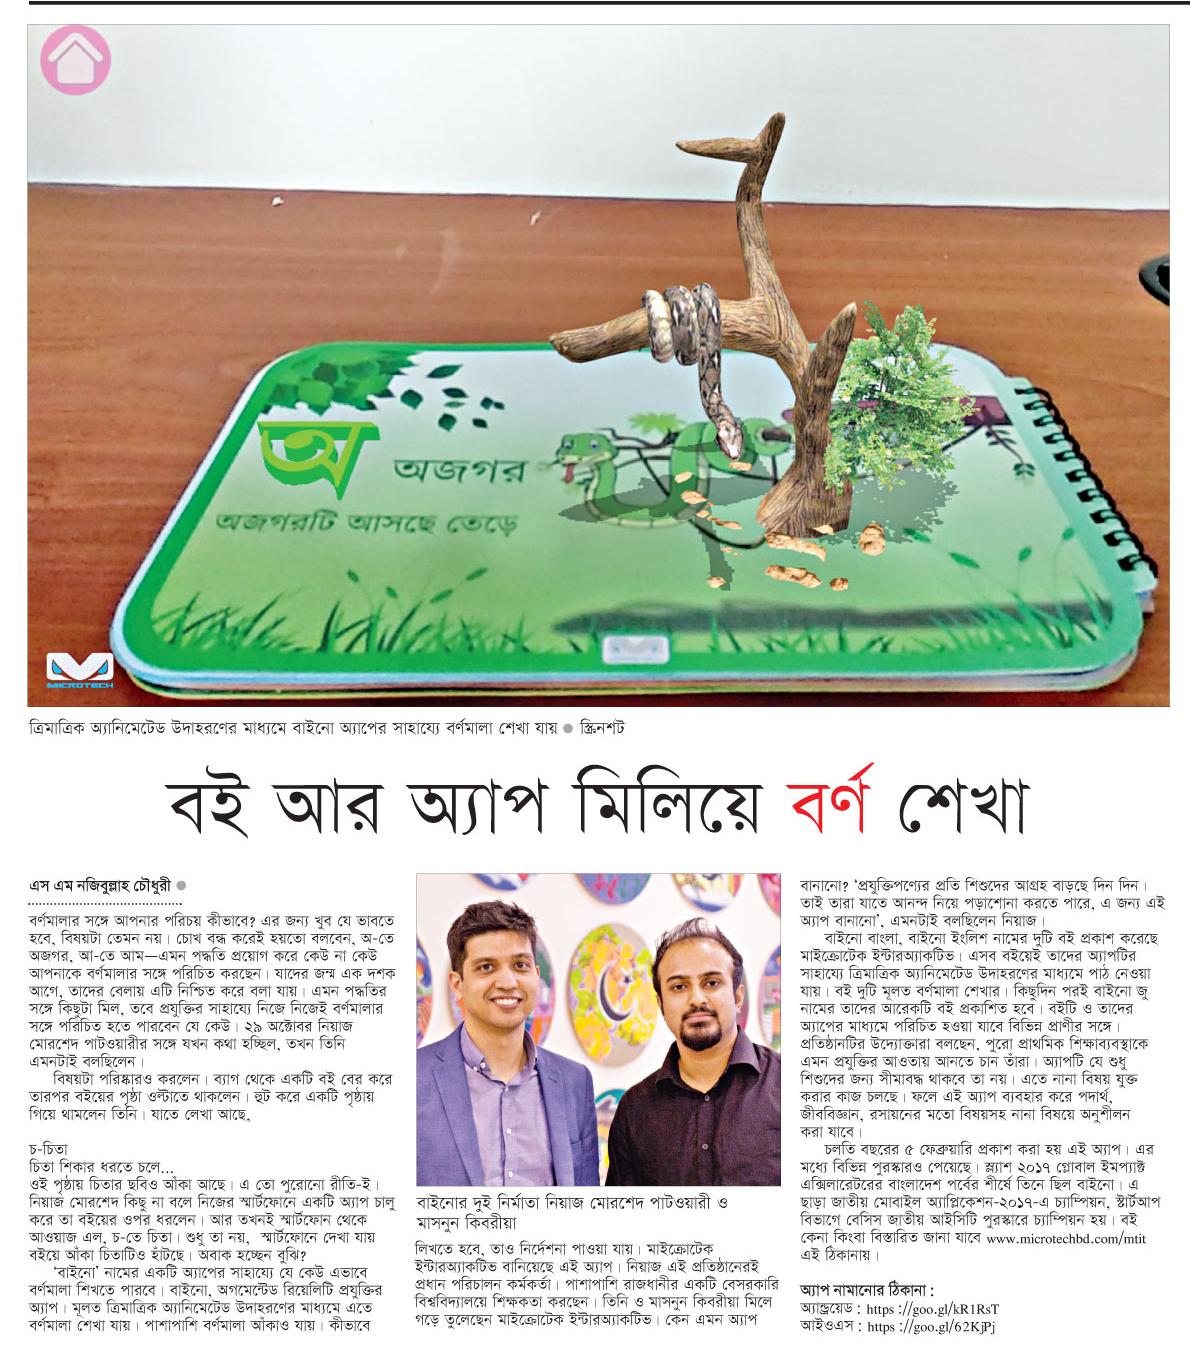 অ
অজগর
অজগরটি আসছে তেড়ে
MICROTECH
ত্রিমাত্রিক অ্যানিমেটেড উদাহরণের মাধ্যমে বাইনো অ্যাপের সাহায্যে বর্ণমালা শেখা যায় ● স্ক্রিনশট
বই আর অ্যাপ মিলিয়ে বর্ণ শেখা
এস এম নজিবুল্লাহ চৌধুরী ●
বর্ণমালার সঙ্গে আপনার পরিচয় কীভাবে? এর জন্য খুব যে ভাবতে
হবে, বিষয়টা তেমন নয়। চোখ বন্ধ করেই হয়তো বলবেন, অ-তে
অজগর, আ-তে আম—এমন পদ্ধতি প্রয়োগ করে কেউ না কেউ
আপনাকে বর্ণমালার সঙ্গে পরিচিত করছেন। যাদের জন্ম এক দশক
আগে, তাদের বেলায় এটি নিশ্চিত করে বলা যায়। এমন পদ্ধতির
সঙ্গে কিছুটা মিল, তবে প্রযুক্তির সাহায্যে নিজে নিজেই বর্ণমালার
সঙ্গে পরিচিত হতে পারবেন যে কেউ। ২৯ অক্টোবর নিয়াজ
মোরশেদ পাটওয়ারীর সঙ্গে যখন কথা হচ্ছিল, তখন তিনি
এমনটাই বলছিলেন।
বিষয়টা পরিষ্কারও করলেন। ব্যাগ থেকে একটি বই বের করে
তারপর বইয়ের পৃষ্ঠা ওল্টাতে থাকলেন। হুট করে একটি পৃষ্ঠায়
গিয়ে থামলেন তিনি। যাতে লেখা আছে,
চ-চিতা
চিতা শিকার ধরতে চলে...
ওই পৃষ্ঠায় চিতার ছবিও আঁকা আছে। এ তো পুরোনো রীতি-ই।
নিয়াজ মোরশেদ কিছু না বলে নিজের স্মার্টফোনে একটি অ্যাপ চালু
করে তা বইয়ের ওপর ধরলেন। আর তখনই স্মার্টফোন থেকে
আওয়াজ এল, চ-তে চিতা। শুধু তা নয়, স্মার্টফোনে দেখা যায়
বইয়ে আঁকা চিতাটিও হাঁটছে। অবাক হচ্ছেন বুঝি?
‘বাইনো’ নামের একটি অ্যাপের সাহায্যে যে কেউ এভাবে
বর্ণমালা শিখতে পারবে। বাইনো, অগমেন্টেড রিয়েলিটি প্রযুক্তির
অ্যাপ। মূলত ত্রিমাত্রিক অ্যানিমেটেড উদাহরণের মাধ্যমে এতে
বর্ণমালা শেখা যায়। পাশাপাশি বর্ণমালা আঁকাও যায়। কীভাবে
বাইনোর দুই নির্মাতা নিয়াজ মোরশেদ পাটওয়ারী ও
মাসনুন কিবরীয়া
লিখতে হবে, তাও নির্দেশনা পাওয়া যায়। মাইক্রোটেক
ইন্টারঅ্যাকটিভ বানিয়েছে এই অ্যাপ। নিয়াজ এই প্রতিষ্ঠানেরই
প্রধান পরিচালন কর্মকর্তা। পাশাপাশি রাজধানীর একটি বেসরকারি
বিশ্ববিদ্যালয়ে শিক্ষকতা করছেন। তিনি ও মাসনুন কিবরীয়া মিলে
গড়ে তুলেছেন মাইক্রোটেক ইন্টারঅ্যাকটিভ। কেন এমন অ্যাপ
বানানো? ‘প্রযুক্তিপণ্যের প্রতি শিশুদের আগ্রহ বাড়ছে দিন দিন।
তাই তারা যাতে আনন্দ নিয়ে পড়াশোনা করতে পারে, এ জন্য এই
অ্যাপ বানানো’, এমনটাই বলছিলেন নিয়াজ।
বাইনো বাংলা, বাইনো ইংলিশ নামের দুটি বই প্রকাশ করেছে
মাইক্রোটেক ইন্টারঅ্যাকটিভ। এসব বইয়েই তাদের অ্যাপটির
সাহায্যে ত্রিমাত্রিক অ্যানিমেটেড উদাহরণের মাধ্যমে পাঠ নেওয়া
যায়। বই দুটি মূলত বর্ণমালা শেখার। কিছুদিন পরই বাইনো জু
নামের তাদের আরেকটি বই প্রকাশিত হবে। বইটি ও তাদের
অ্যাপের মাধ্যমে পরিচিত হওয়া যাবে বিভিন্ন প্রাণীর সঙ্গে।
প্রতিষ্ঠানটির উদ্যোক্তারা বলছেন, পুরো প্রাথমিক শিক্ষাব্যবস্থাকে
এমন প্রযুক্তির আওতায় আনতে চান তাঁরা। অ্যাপটি যে শুধু
শিশুদের জন্য সীমাবদ্ধ থাকবে তা নয়। এতে নানা বিষয় যুক্ত
করার কাজ চলছে। ফলে এই অ্যাপ ব্যবহার করে পদার্থ,
জীববিজ্ঞান, রসায়নের মতো বিষয়সহ নানা বিষয়ে অনুশীলন
করা যাবে।
চলতি বছরের ৫ ফেব্রুয়ারি প্রকাশ করা হয় এই অ্যাপ। এর
মধ্যে বিভিন্ন পুরস্কারও পেয়েছে। স্ল্যাশ ২০১৭ গ্লোবাল ইমপ্যাক্ট
এক্সিলারেটরের বাংলাদেশ পর্বের শীর্ষে তিনে ছিল বাইনো। এ
ছাড়া জাতীয় মোবাইল অ্যাপ্লিকেশন-২০১৭-এ চ্যাম্পিয়ন, স্টার্টআপ
বিভাগে বেসিস জাতীয় আইসিটি পুরস্কারে চ্যাম্পিয়ন হয়। বই
কেনা কিংবা বিস্তারিত জানা যাবে www.microtechbd.com/mtit
এই ঠিকানায়।
অ্যাপ নামানোর ঠিকানা :
অ্যান্ড্রয়েড : https ://goo.gl/kR1RsT
আইওএস : https ://goo.gl/62KjPj